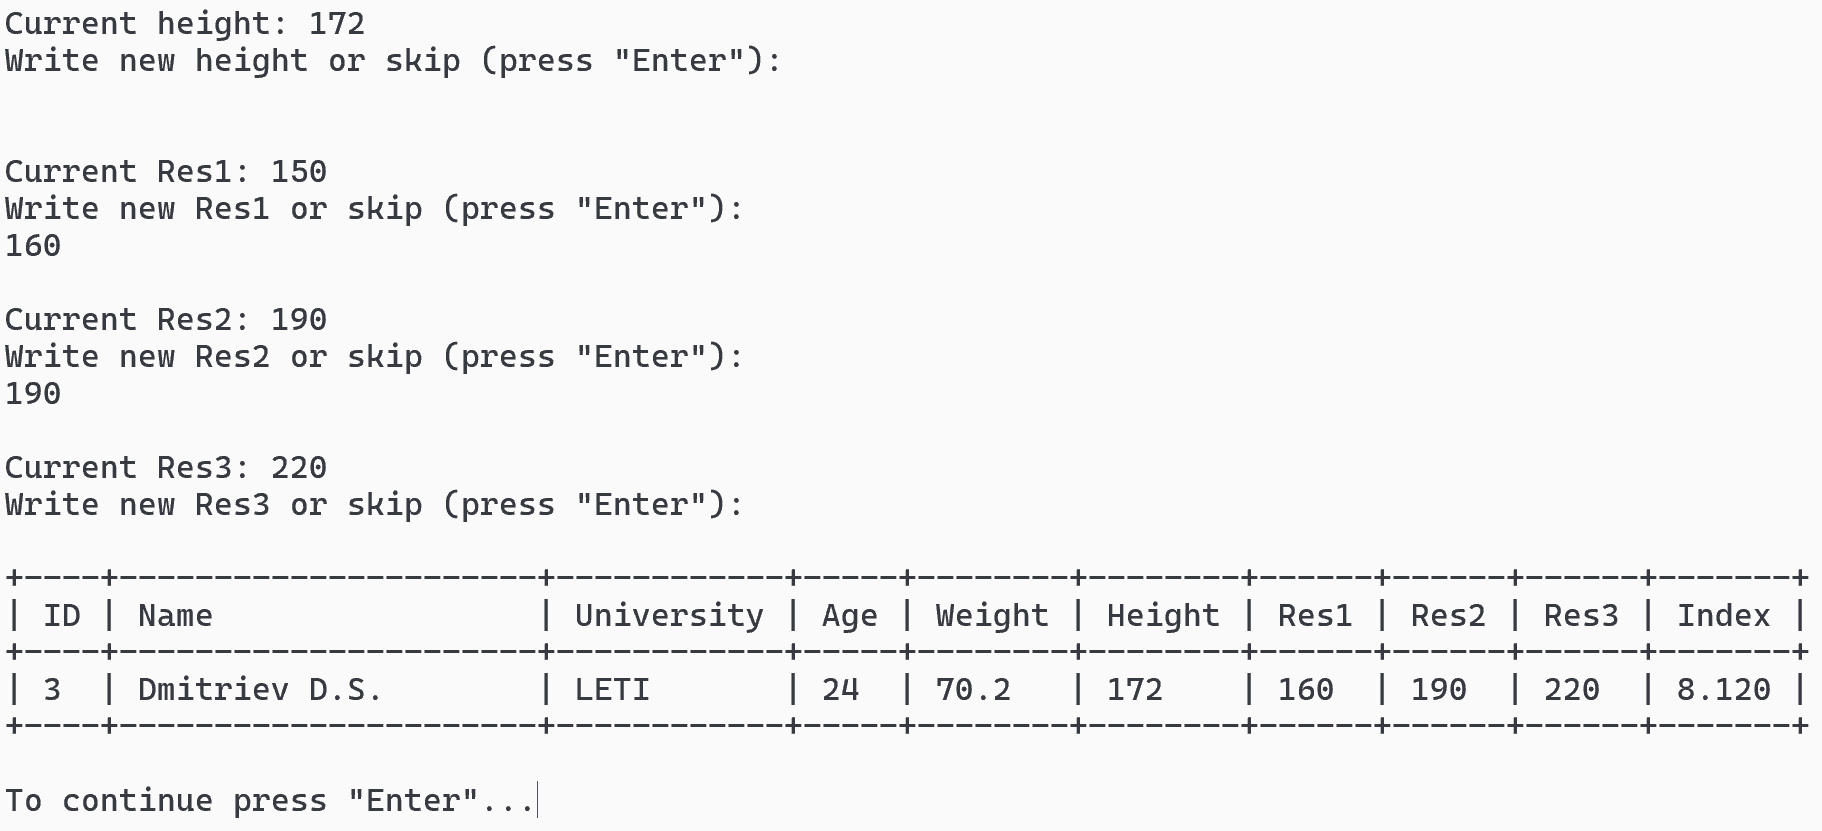 Current height: 172
Write new height or skip (press "Enter"):
Current Res1: 150
Write new Res1 or skip (press "Enter"):
160
Current Res2: 190
Write new Res2 or skip (press "Enter"):
190
Current Res3: 220
Write new Res3 or skip (press "Enter"):
+----+----------------------+------------+-----+--------+--------+------+------+------+-------+
| ID | Name                 | University | Age | Weight | Height | Res1 | Res2 | Res3 | Index |
+----+----------------------+------------+-----+--------+--------+------+------+------+-------+
| 3  | Dmitriev D.S.        | LETI       | 24  | 70.2   | 172    | 160  | 190  | 220  | 8.120 |
+----+----------------------+------------+-----+--------+--------+------+------+------+-------+
To continue press "Enter"...